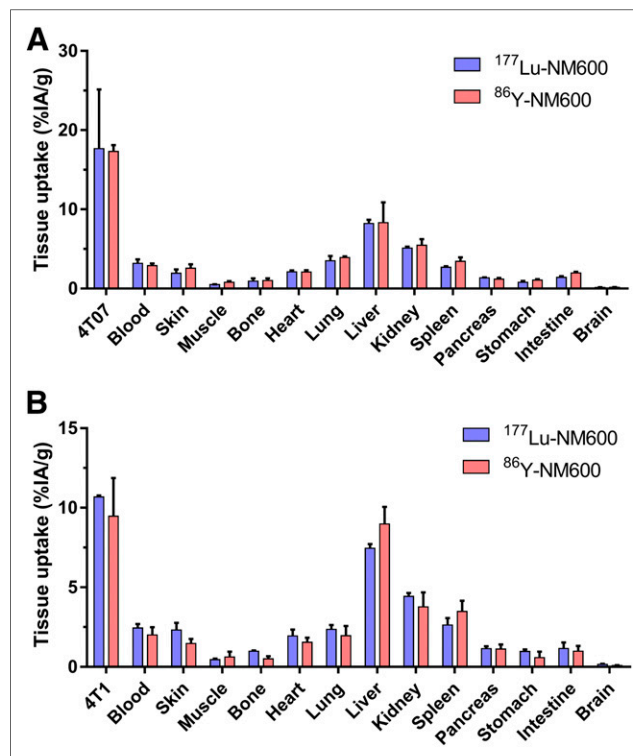 A
Tissue uptake (%IA/g)
30
20
10
0
177Lu-NM600
86Y-NM600
4T07 Blood Skin Muscle Bone Heart Lung Liver Kidney Spleen Pancreas Stomach Intestine Brain
B
Tissue uptake (%IA/g)
15
10
5
0
177Lu-NM600
86Y-NM600
4T1 Blood Skin Muscle Bone Heart Lung Liver Kidney Spleen Pancreas Stomach Intestine Brain